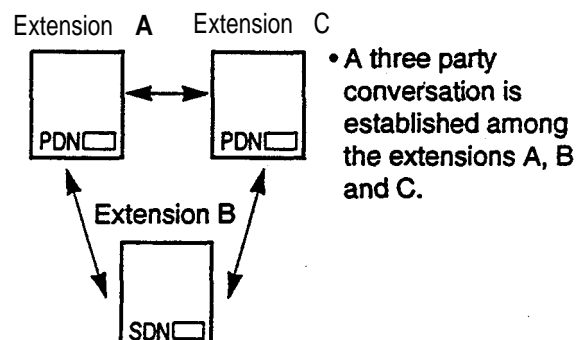 Extension A Extension C
PDN PDN
Extension B
SDN
• A three party
conversation is
established among
the extensions A, B
and C.